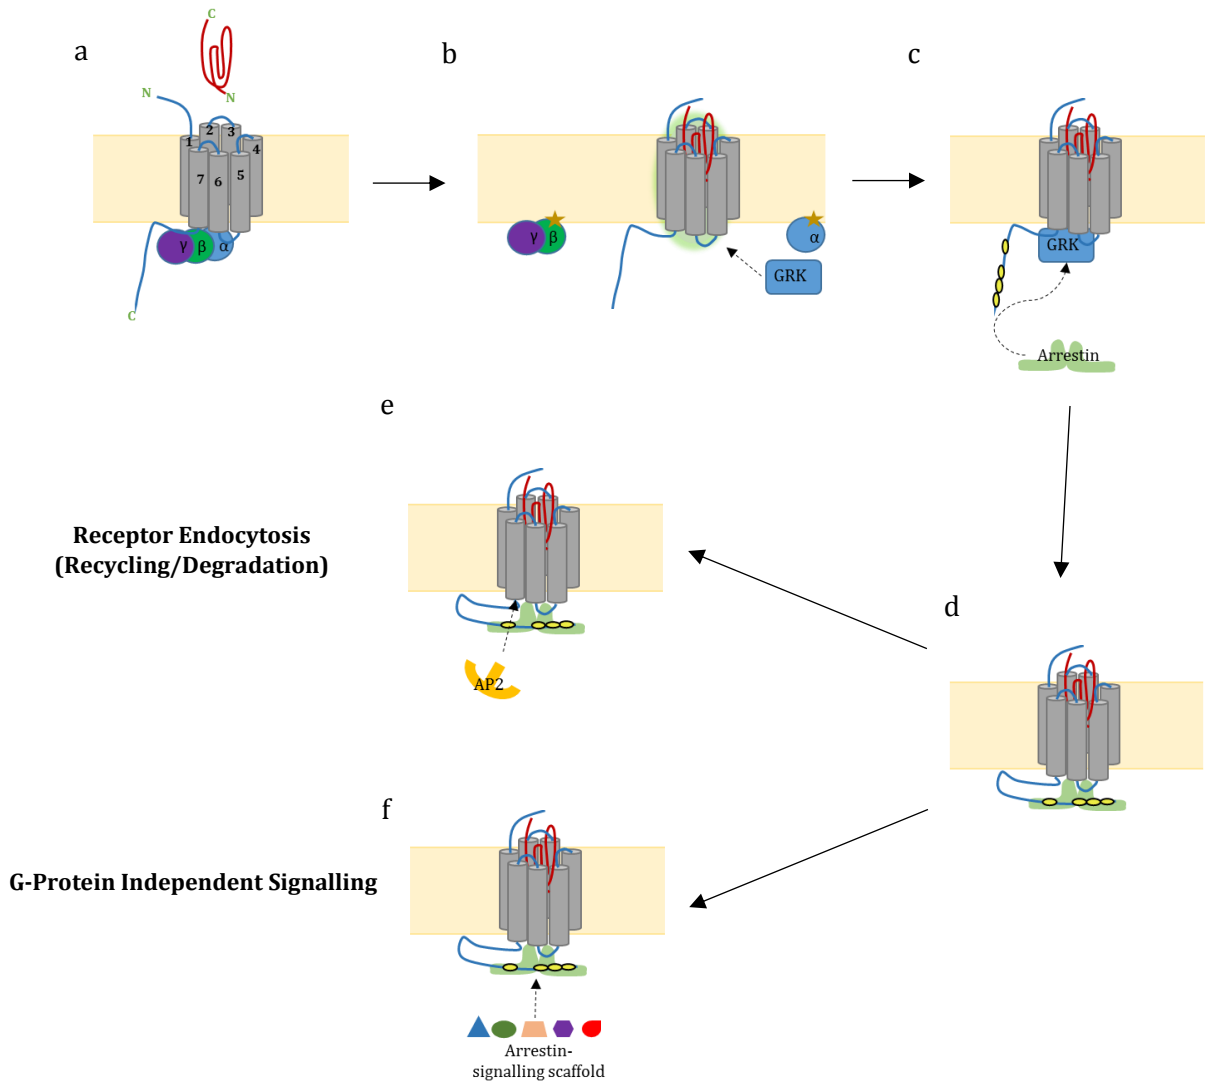 a
C
N
N
1
2
3
4
7
6
5
γ
β
α
C
b
γ
β
α
GRK
c
GRK
Arrestin
e
Receptor Endocytosis
(Recycling/Degradation)
AP2
d
f
G-Protein Independent Signalling
Arrestin-
signalling scaffold